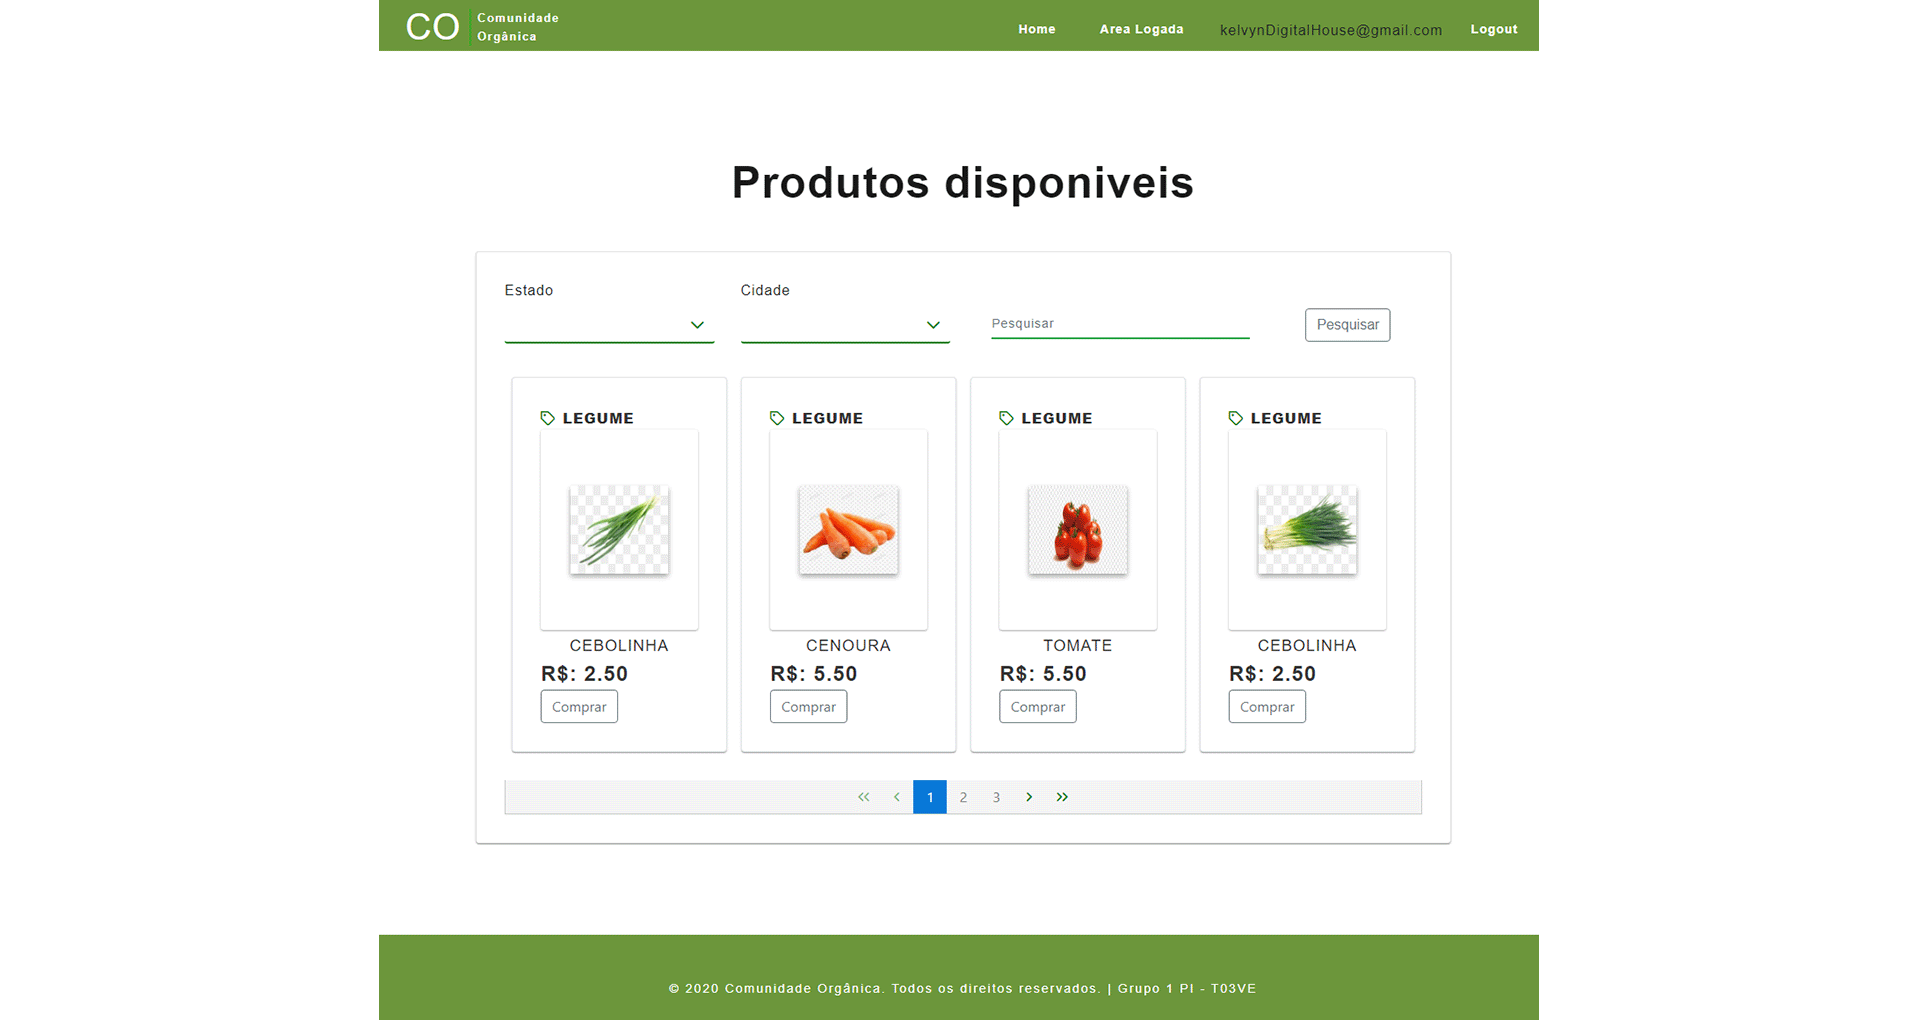 CO
Comunidade
Orgânica
Home Area Logada kelvynDigitalHouse@gmail.com Logout
Produtos disponiveis
Estado Cidade
Pesquisar Pesquisar
LEGUME LEGUME LEGUME LEGUME
CEBOLINHA CENOURA TOMATE CEBOLINHA
R$: 2.50 R$: 5.50 R$: 5.50 R$: 2.50
Comprar Comprar Comprar Comprar
1 2 3
© 2020 Comunidade Orgânica. Todos os direitos reservados. | Grupo 1 PI - T03VE